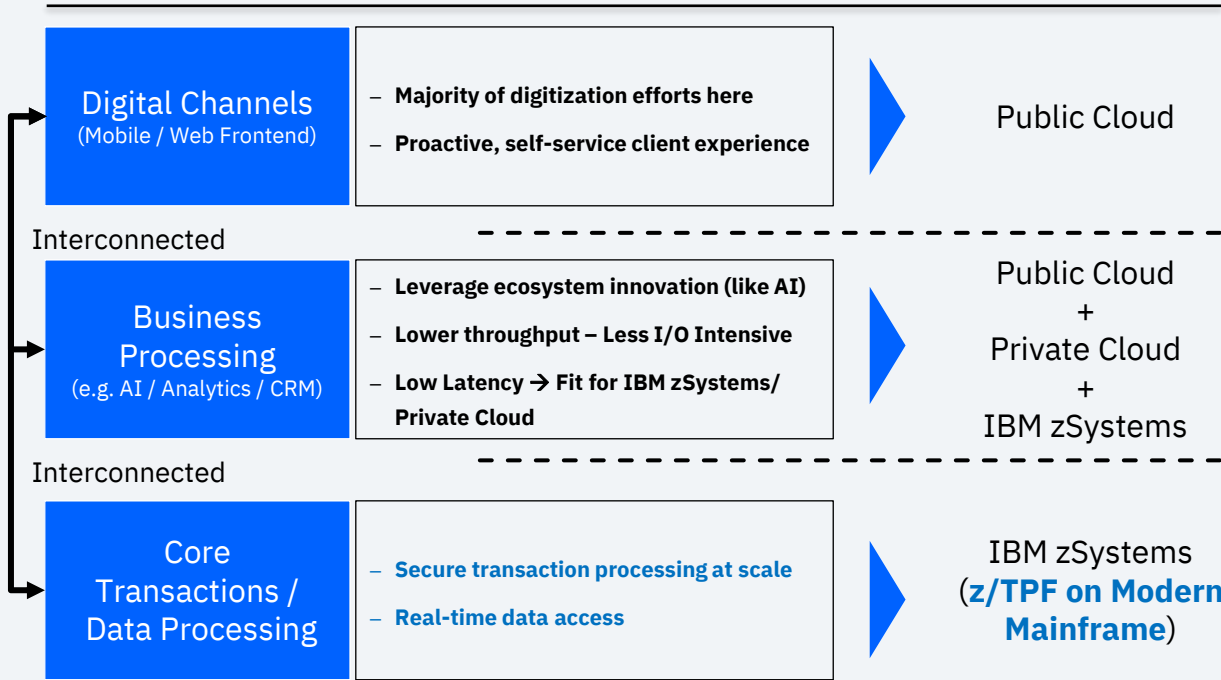 Digital Channels
(Mobile / Web Frontend)
– Majority of digitization efforts here
– Proactive, self-service client experience
Public Cloud
Interconnected
Business
Processing
(e.g. AI / Analytics / CRM)
– Leverage ecosystem innovation (like AI)
– Lower throughput – Less I/O Intensive
– Low Latency → Fit for IBM zSystems/
Private Cloud
Public Cloud
+
Private Cloud
+
IBM zSystems
Interconnected
Core
Transactions /
Data Processing
– Secure transaction processing at scale
– Real-time data access
IBM zSystems
(z/TPF on Modern
Mainframe)